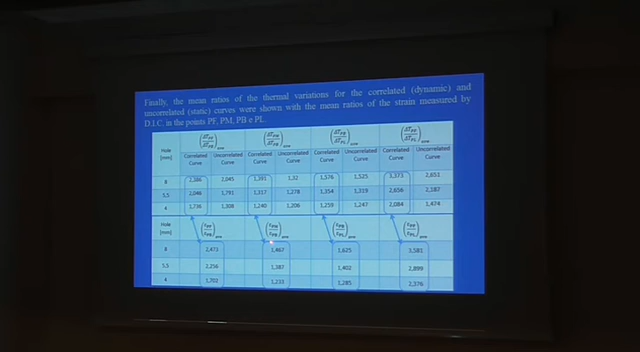 Finally, the mean ratios of the thermal variations for the correlated (dynamic) and
uncorrelated (static) curves were shown with the mean ratios of the strain measured by
D.I.C. in the points PF, PM, PB e PL.
Hole
[mm]
Correlated Curve Uncorrelated Curve Correlated Curve Uncorrelated Curve Correlated Curve Uncorrelated Curve Correlated Curve Uncorrelated Curve
8 2,386 2,045 1,391 1,32 1,576 1,525 3,373 2,651
5,5 2,046 1,791 1,317 1,278 1,354 1,319 2,656 2,187
4 1,736 1,308 1,240 1,206 1,259 1,247 2,084 1,474
Hole
[mm]
8 2,473 1,467 1,625 3,581
5,5 2,256 1,387 1,402 2,899
4 1,702 1,233 1,285 2,376